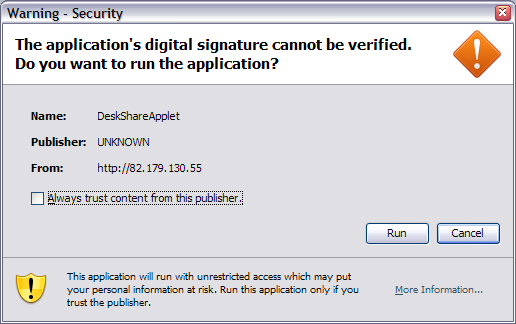 Warning - Security
The application's digital signature cannot be verified.
Do you want to run the application?
Name: DeskShareApplet
Publisher: UNKNOWN
From: http://82.179.130.55
Always trust content from this publisher.
Run Cancel
This application will run with unrestricted access which may put
your personal information at risk. Run this application only if you
trust the publisher.
More Information...